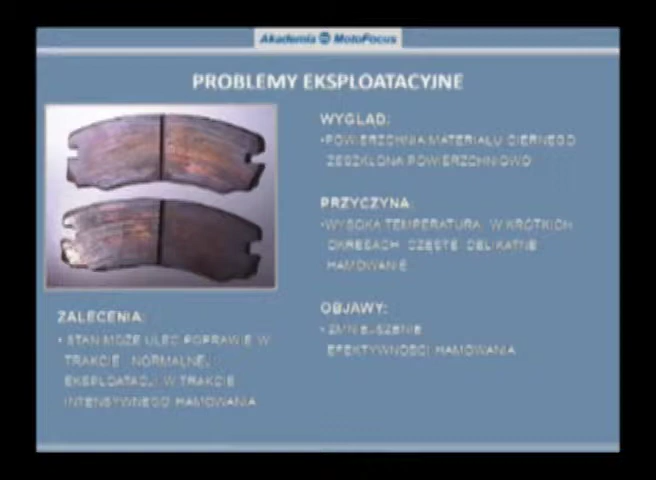 Akademia MotoFocus
PROBLEMY EKSPLOATACYJNE
WYGLĄD:
•POWIERZCHNIA MATERIAŁU CIERNEGO
ZESZKLONA POWIERZCHNIOWO
PRZYCZYNA:
•WYSOKA TEMPERATURA W KRÓTKICH
OKRESACH CZĘSTE DELIKATNE
HAMOWANIE
OBJAWY:
• ZMNIEJSZENIE
EFEKTYWNOŚCI HAMOWANIA
ZALECENIA:
• STAN MOŻE ULEC POPRAWIE W
TRAKCIE NORMALNEJ
EKSPLOATACJI W TRAKCIE
INTENSYWNEGO HAMOWANIA